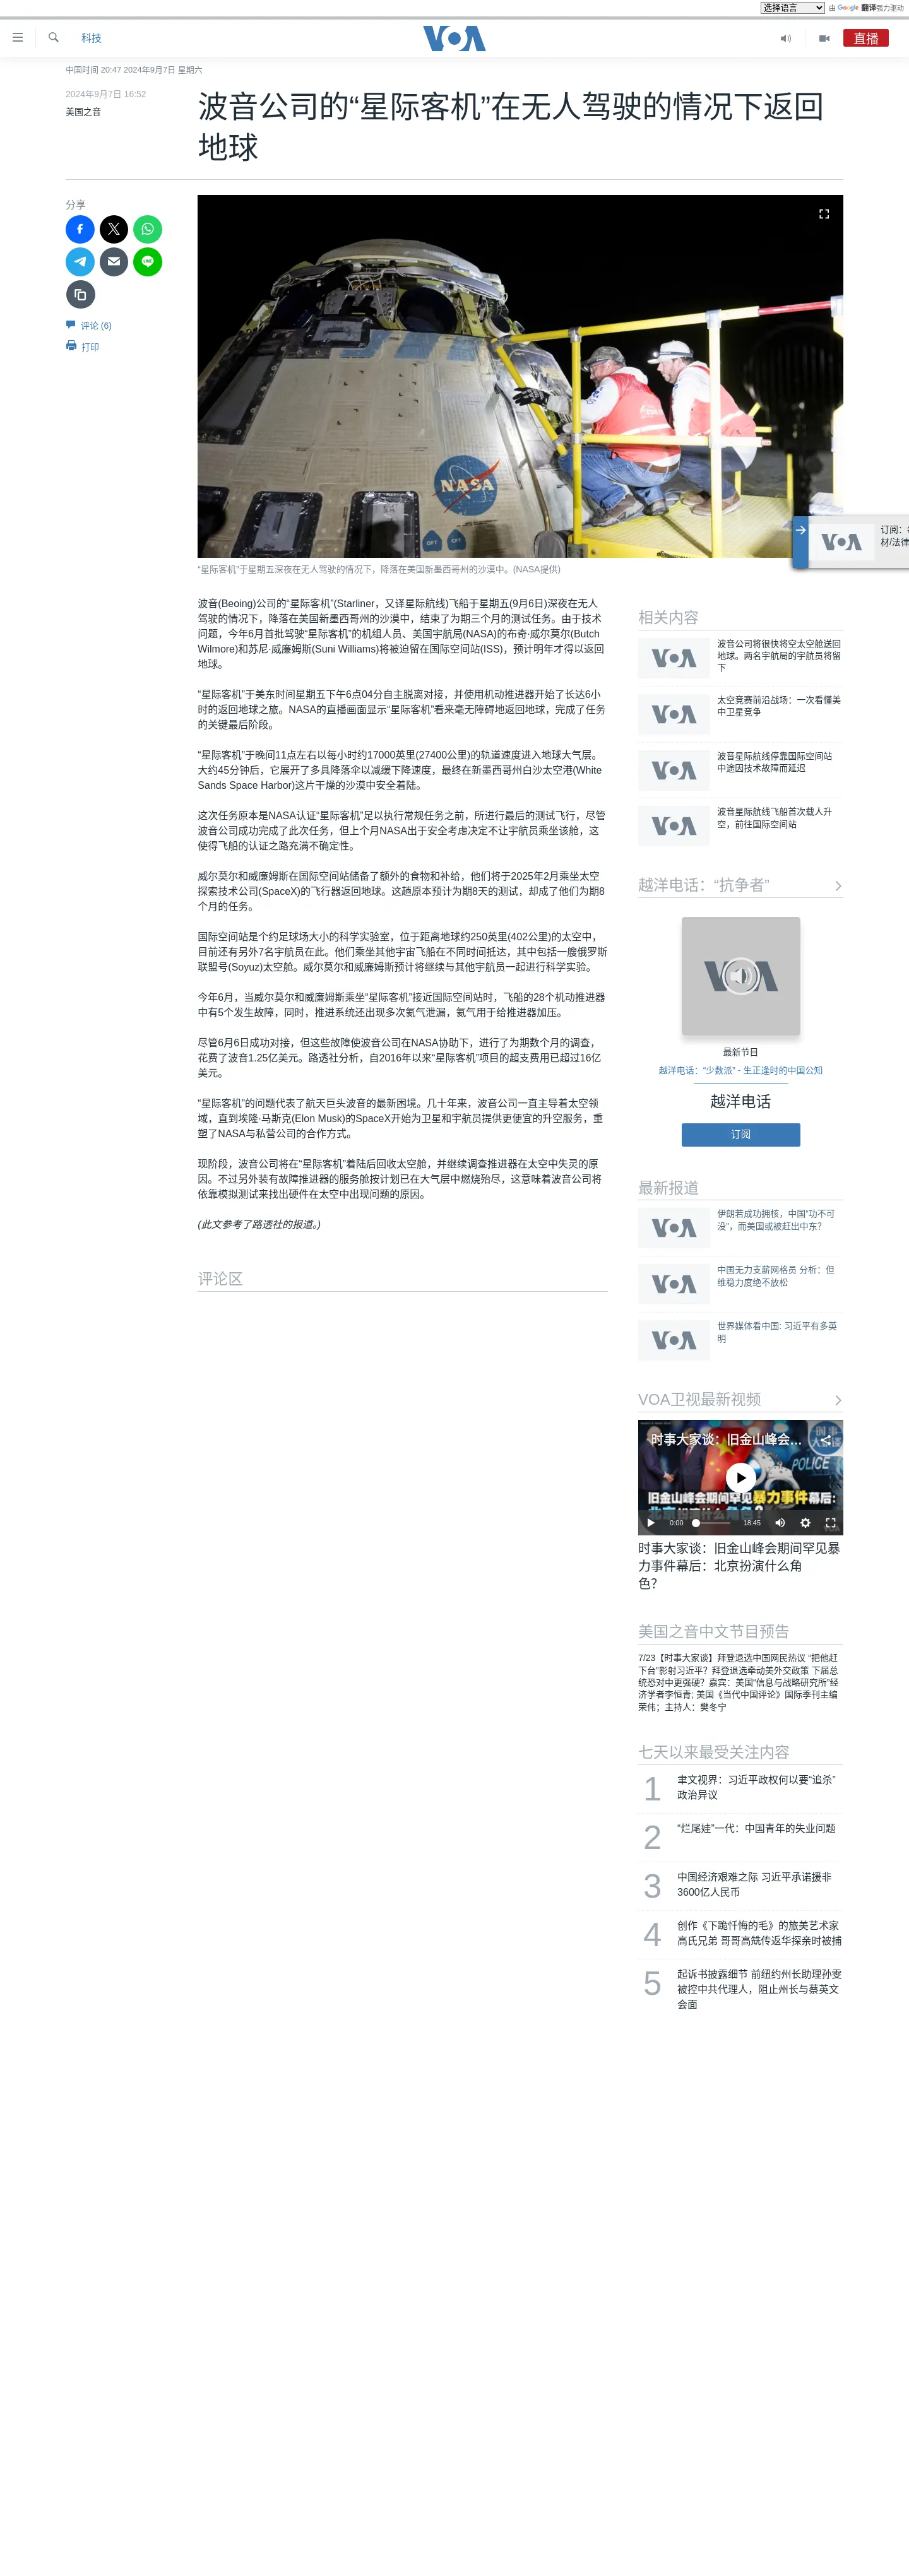 选择语言 由 Google 翻译强力驱动
科技
VOA
直播
中国时间 20:47 2024年9月7日 星期六
2024年9月7日 16:52
美国之音
波音公司的“星际客机”在无人驾驶的情况下返回
地球
分享
评论 (6)
打印
NASA
“星际客机”于星期五深夜在无人驾驶的情况下，降落在美国新墨西哥州的沙漠中。(NASA提供)
VOA
订阅：
材/法律
波音(Beoing)公司的“星际客机”(Starliner，又译星际航线)飞船于星期五(9月6日)深夜在无人
驾驶的情况下，降落在美国新墨西哥州的沙漠中，结束了为期三个月的测试任务。由于技术
问题，今年6月首批驾驶“星际客机”的机组人员、美国宇航局(NASA)的布奇·威尔莫尔(Butch
Wilmore)和苏尼·威廉姆斯(Suni Williams)将被迫留在国际空间站(ISS)，预计明年才得以返回
地球。
“星际客机”于美东时间星期五下午6点04分自主脱离对接，并使用机动推进器开始了长达6小
时的返回地球之旅。NASA的直播画面显示“星际客机”看来毫无障碍地返回地球，完成了任务
的关键最后阶段。
“星际客机”于晚间11点左右以每小时约17000英里(27400公里)的轨道速度进入地球大气层。
大约45分钟后，它展开了多具降落伞以减缓下降速度，最终在新墨西哥州白沙太空港(White
Sands Space Harbor)这片干燥的沙漠中安全着陆。
这次任务原本是NASA认证“星际客机”足以执行常规任务之前，所进行最后的测试飞行，尽管
波音公司成功完成了此次任务，但上个月NASA出于安全考虑决定不让宇航员乘坐该舱，这
使得飞船的认证之路充满不确定性。
威尔莫尔和威廉姆斯在国际空间站储备了额外的食物和补给，他们将于2025年2月乘坐太空
探索技术公司(SpaceX)的飞行器返回地球。这趟原本预计为期8天的测试，却成了他们为期8
个月的任务。
国际空间站是个约足球场大小的科学实验室，位于距离地球约250英里(402公里)的太空中，
目前还有另外7名宇航员在此。他们乘坐其他宇宙飞船在不同时间抵达，其中包括一艘俄罗斯
联盟号(Soyuz)太空舱。威尔莫尔和威廉姆斯预计将继续与其他宇航员一起进行科学实验。
今年6月，当威尔莫尔和威廉姆斯乘坐“星际客机”接近国际空间站时，飞船的28个机动推进器
中有5个发生故障，同时，推进系统还出现多次氦气泄漏，氦气用于给推进器加压。
尽管6月6日成功对接，但这些故障使波音公司在NASA协助下，进行了为期数个月的调查，
花费了波音1.25亿美元。路透社分析，自2016年以来“星际客机”项目的超支费用已超过16亿
美元。
“星际客机”的问题代表了航天巨头波音的最新困境。几十年来，波音公司一直主导着太空领
域，直到埃隆·马斯克(Elon Musk)的SpaceX开始为卫星和宇航员提供更便宜的升空服务，重
塑了NASA与私营公司的合作方式。
现阶段，波音公司将在“星际客机”着陆后回收太空舱，并继续调查推进器在太空中失灵的原
因。不过另外装有故障推进器的服务舱按计划已在大气层中燃烧殆尽，这意味着波音公司将
依靠模拟测试来找出硬件在太空中出现问题的原因。
(此文参考了路透社的报道。)
评论区
相关内容
VOA
波音公司将很快将空太空舱送回
地球。两名宇航局的宇航员将留
下
VOA
太空竞赛前沿战场：一次看懂美
中卫星竞争
VOA
波音星际航线停靠国际空间站
中途因技术故障而延迟
VOA
波音星际航线飞船首次载人升
空，前往国际空间站
越洋电话：“抗争者”
VOA
最新节目
越洋电话：“少数派” - 生正逢时的中国公知
越洋电话
订阅
最新报道
VOA
伊朗若成功拥核，中国“功不可
没”，而美国或被赶出中东？
VOA
中国无力支薪网格员 分析：但
维稳力度绝不放松
VOA
世界媒体看中国: 习近平有多英
明
VOA卫视最新视频
时事大家谈：旧金山峰会…
POLICE
旧金山峰会期间罕见暴力事件幕后：
北京扮演什么角色？
0:00 18:45
时事大家谈：旧金山峰会期间罕见暴
力事件幕后：北京扮演什么角
色？
美国之音中文节目预告
7/23【时事大家谈】拜登退选中国网民热议 “把他赶
下台”影射习近平？拜登退选牵动美外交政策 下届总
统恐对中更强硬？嘉宾：美国“信息与战略研究所”经
济学者李恒青; 美国《当代中国评论》国际季刊主编
荣伟；主持人：樊冬宁
七天以来最受关注内容
1 聿文视界：习近平政权何以要“追杀”
政治异议
2 “烂尾娃”一代：中国青年的失业问题
3 中国经济艰难之际 习近平承诺援非
3600亿人民币
4 创作《下跪忏悔的毛》的旅美艺术家
高氏兄弟 哥哥高兟传返华探亲时被捕
5 起诉书披露细节 前纽约州长助理孙雯
被控中共代理人，阻止州长与蔡英文
会面